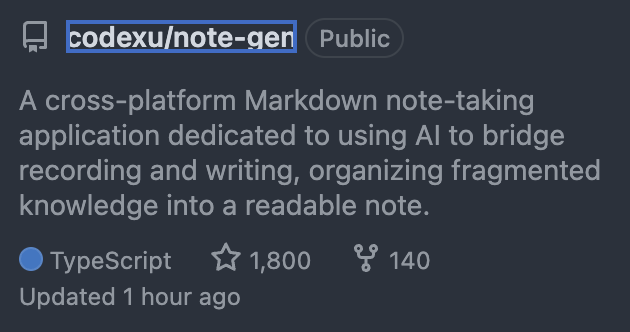 codexu/note-gen Public
A cross-platform Markdown note-taking
application dedicated to using AI to bridge
recording and writing, organizing fragmented
knowledge into a readable note.
TypeScript 1,800 140
Updated 1 hour ago